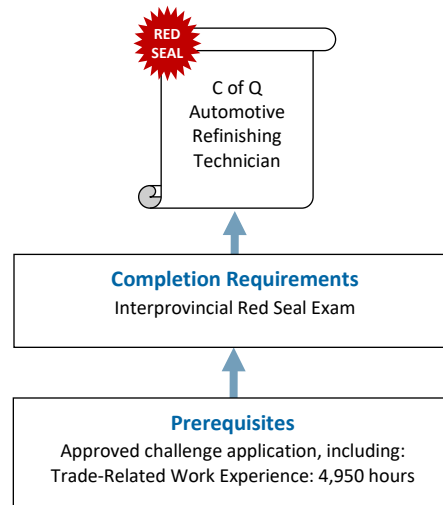 RED
SEAL
C of Q
Automotive
Refinishing
Technician
Completion Requirements
Interprovincial Red Seal Exam
Prerequisites
Approved challenge application, including:
Trade-Related Work Experience: 4,950 hours